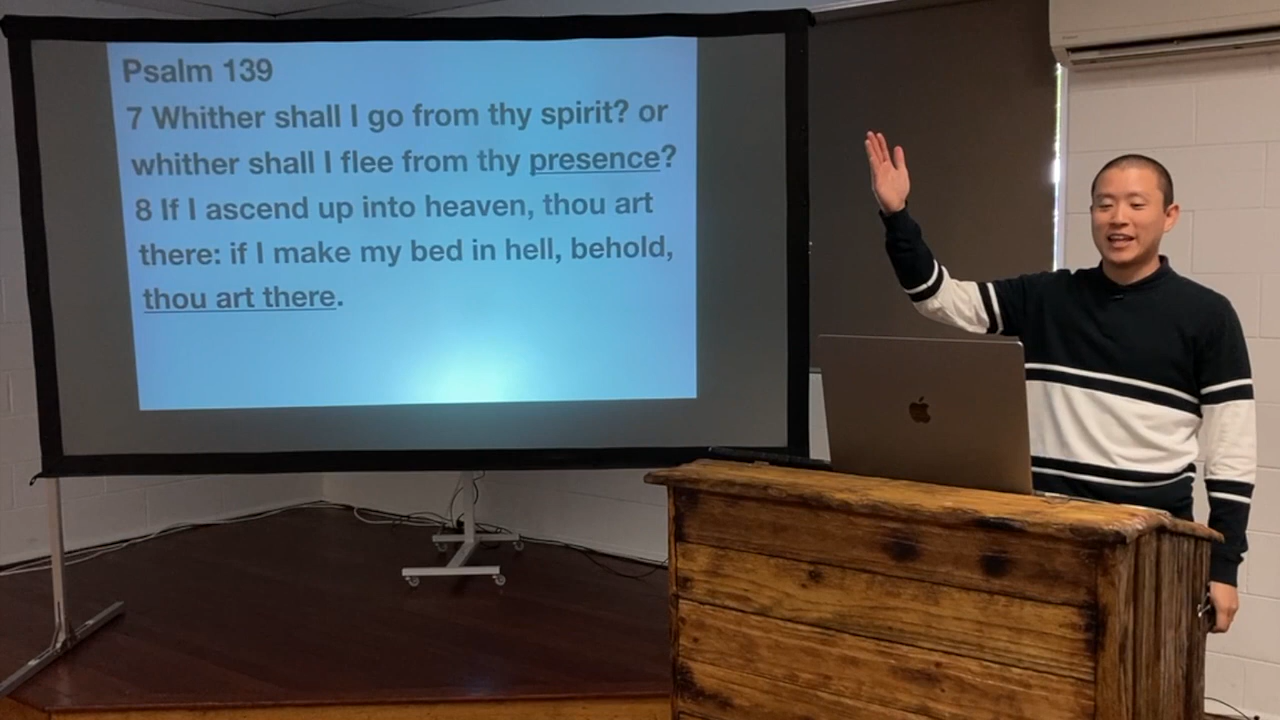 Psalm 139
7 Whither shall I go from thy spirit? or
whither shall I flee from thy presence?
8 If I ascend up into heaven, thou art
there: if I make my bed in hell, behold,
thou art there.